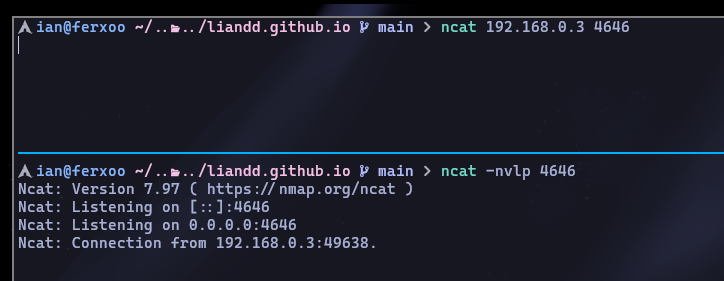 ian@ferxoo ~/../../liandd.github.io main > ncat 192.168.0.3 4646
ian@ferxoo ~/../../liandd.github.io main > ncat -nvlp 4646
Ncat: Version 7.97 ( https://nmap.org/ncat )
Ncat: Listening on [::]:4646
Ncat: Listening on 0.0.0.0:4646
Ncat: Connection from 192.168.0.3:49638.